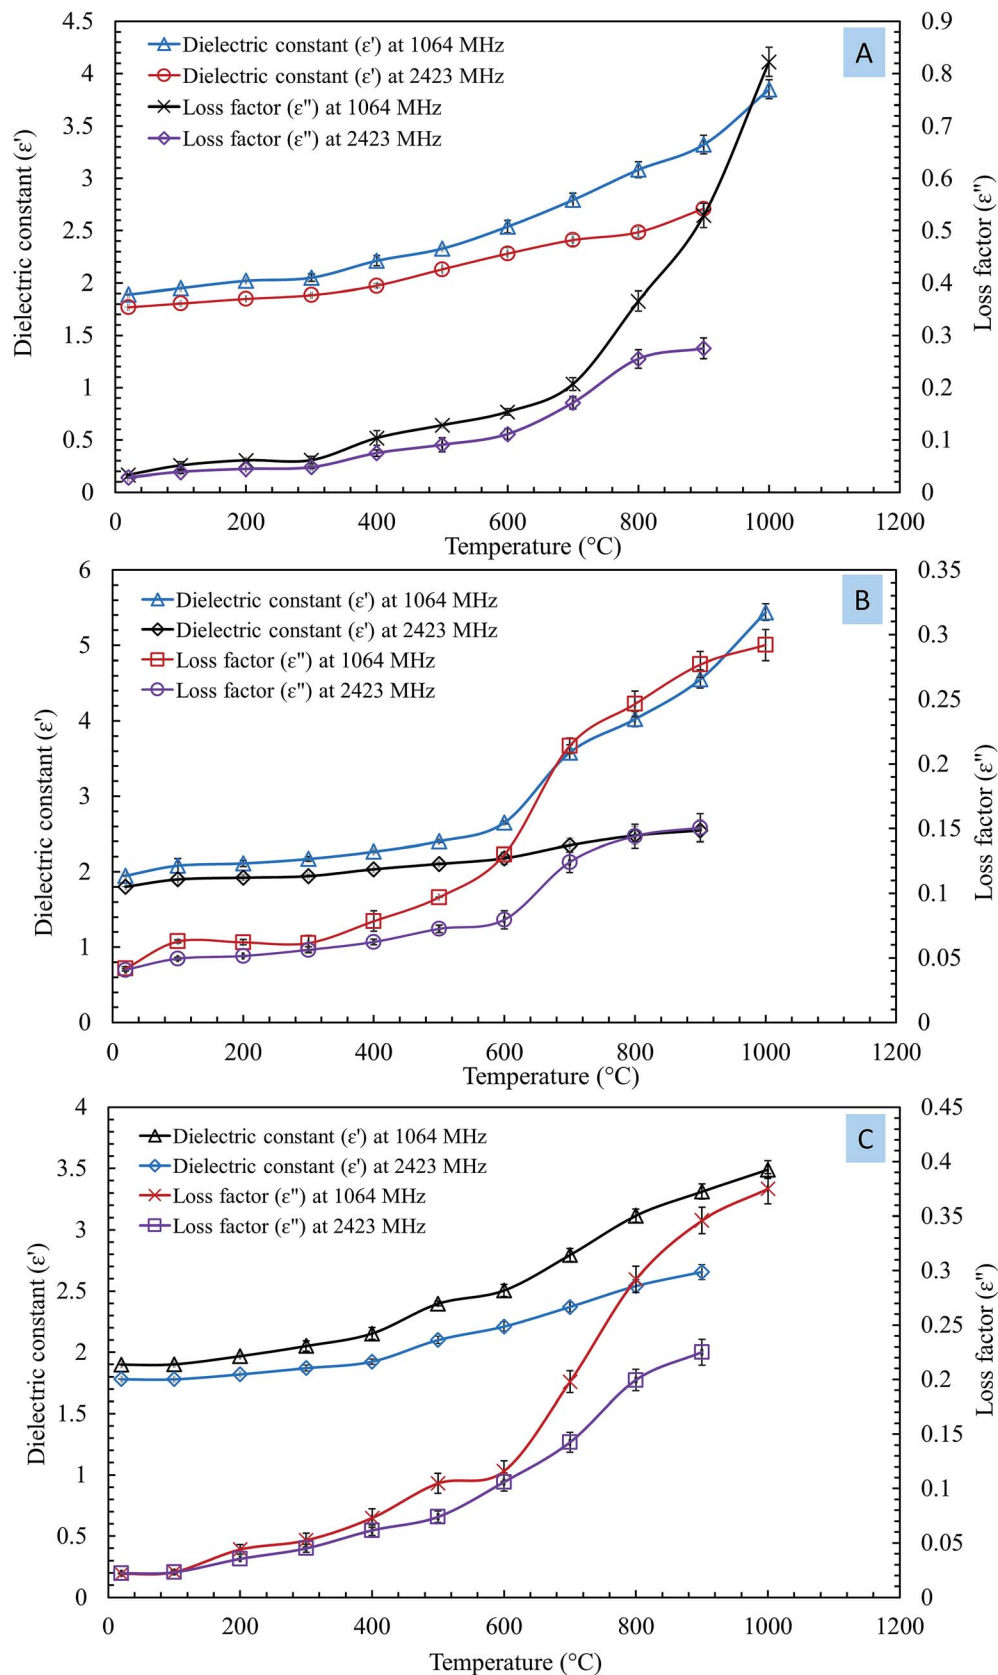 A
Dielectric constant (ε') at 1064 MHz
Dielectric constant (ε') at 2423 MHz
Loss factor (ε") at 1064 MHz
Loss factor (ε") at 2423 MHz
Dielectric constant (ε')
4.5
4
3.5
3
2.5
2
1.5
1
0.5
0
Loss factor (ε")
0.9
0.8
0.7
0.6
0.5
0.4
0.3
0.2
0.1
0
0 200 400 600 800 1000 1200
Temperature (°C)
B
Dielectric constant (ε') at 1064 MHz
Dielectric constant (ε') at 2423 MHz
Loss factor (ε") at 1064 MHz
Loss factor (ε") at 2423 MHz
Dielectric constant (ε')
6
5
4
3
2
1
0
Loss factor (ε")
0.35
0.3
0.25
0.2
0.15
0.1
0.05
0
0 200 400 600 800 1000 1200
Temperature (°C)
C
Dielectric constant (ε') at 1064 MHz
Dielectric constant (ε') at 2423 MHz
Loss factor (ε") at 1064 MHz
Loss factor (ε") at 2423 MHz
Dielectric constant (ε')
4
3.5
3
2.5
2
1.5
1
0.5
0
Loss factor (ε")
0.45
0.4
0.35
0.3
0.25
0.2
0.15
0.1
0.05
0
0 200 400 600 800 1000 1200
Temperature (°C)